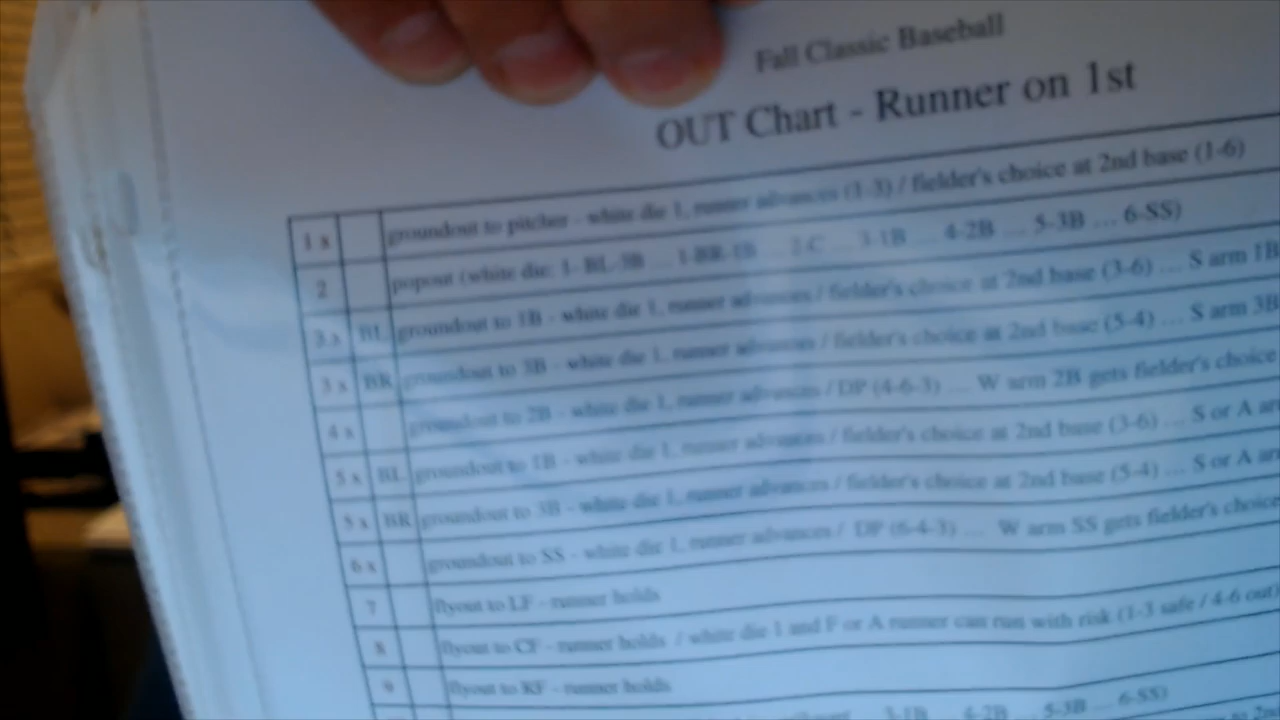 Fall Classic Baseball
OUT Chart - Runner on 1st
1 x groundout to pitcher - white die 1, runner advances (1-3) / fielder's choice at 2nd base (1-6)
2 popout (white die: 1- BL-3B ... 1-BR-1B ... 2-C ... 3-1B ... 4-2B ... 5-3B ... 6-SS)
3 x BL groundout to 1B - white die 1, runner advances / fielder's choice at 2nd base (3-6) ... S arm 1B
3 x BR groundout to 3B - white die 1, runner advances / fielder's choice at 2nd base (5-4) ... S arm 3B
4 x groundout to 2B - white die 1, runner advances / DP (4-6-3) ... W arm 2B gets fielder's choice
5 x BL groundout to 1B - white die 1, runner advances / fielder's choice at 2nd base (3-6) ... S or A
5 x BR groundout to 3B - white die 1, runner advances / fielder's choice at 2nd base (5-4) ... S or A
6 x groundout to SS - white die 1, runner advances / DP (6-4-3) ... W arm SS gets fielder's choice
7 flyout to LF - runner holds
8 flyout to CF - runner holds / white die 1 and F or A runner can run with risk (1-3 safe / 4-6 out)
9 flyout to RF - runner holds
3-1B ... 4-2B ... 5-3B ... 6-SS)